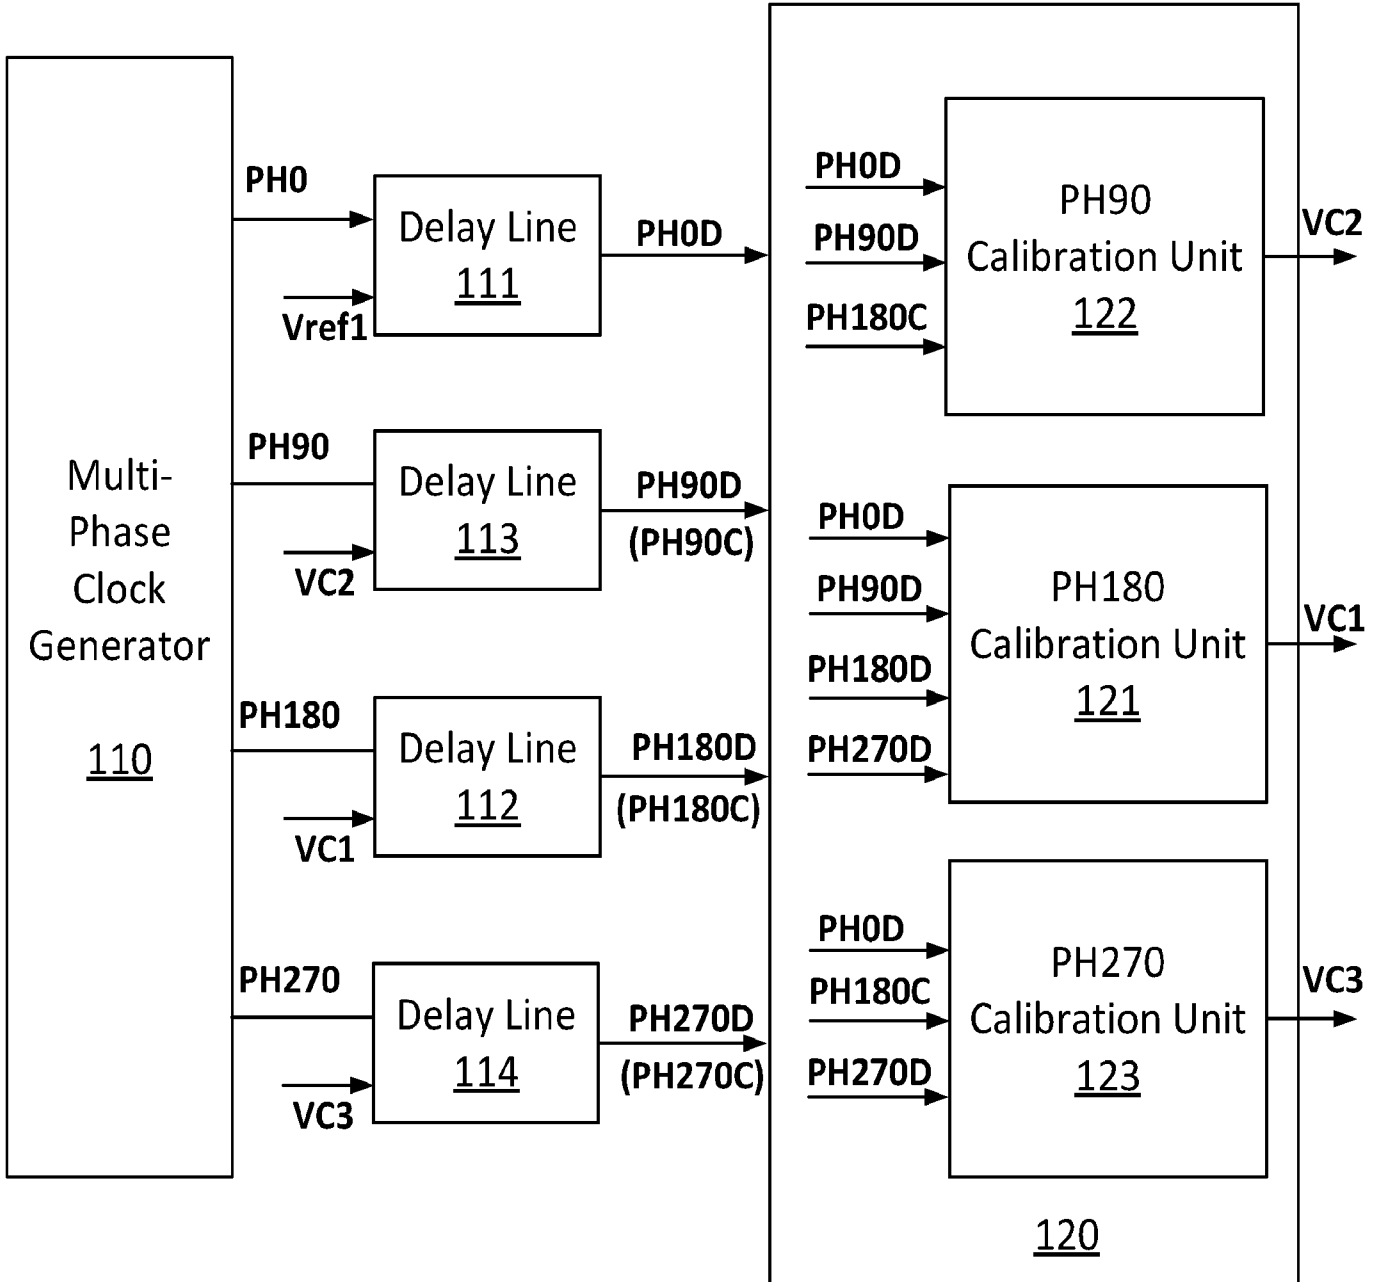 Multi-
Phase
Clock
Generator
110
PH0
Vref1
Delay Line
111
PH0D
PH90
VC2
Delay Line
113
PH90D
(PH90C)
PH180
VC1
Delay Line
112
PH180D
(PH180C)
PH270
VC3
Delay Line
114
PH270D
(PH270C)
PH0D
PH90D
PH180C
PH90
Calibration Unit
122
VC2
PH0D
PH90D
PH180D
PH270D
PH180
Calibration Unit
121
VC1
PH0D
PH180C
PH270D
PH270
Calibration Unit
123
VC3
120